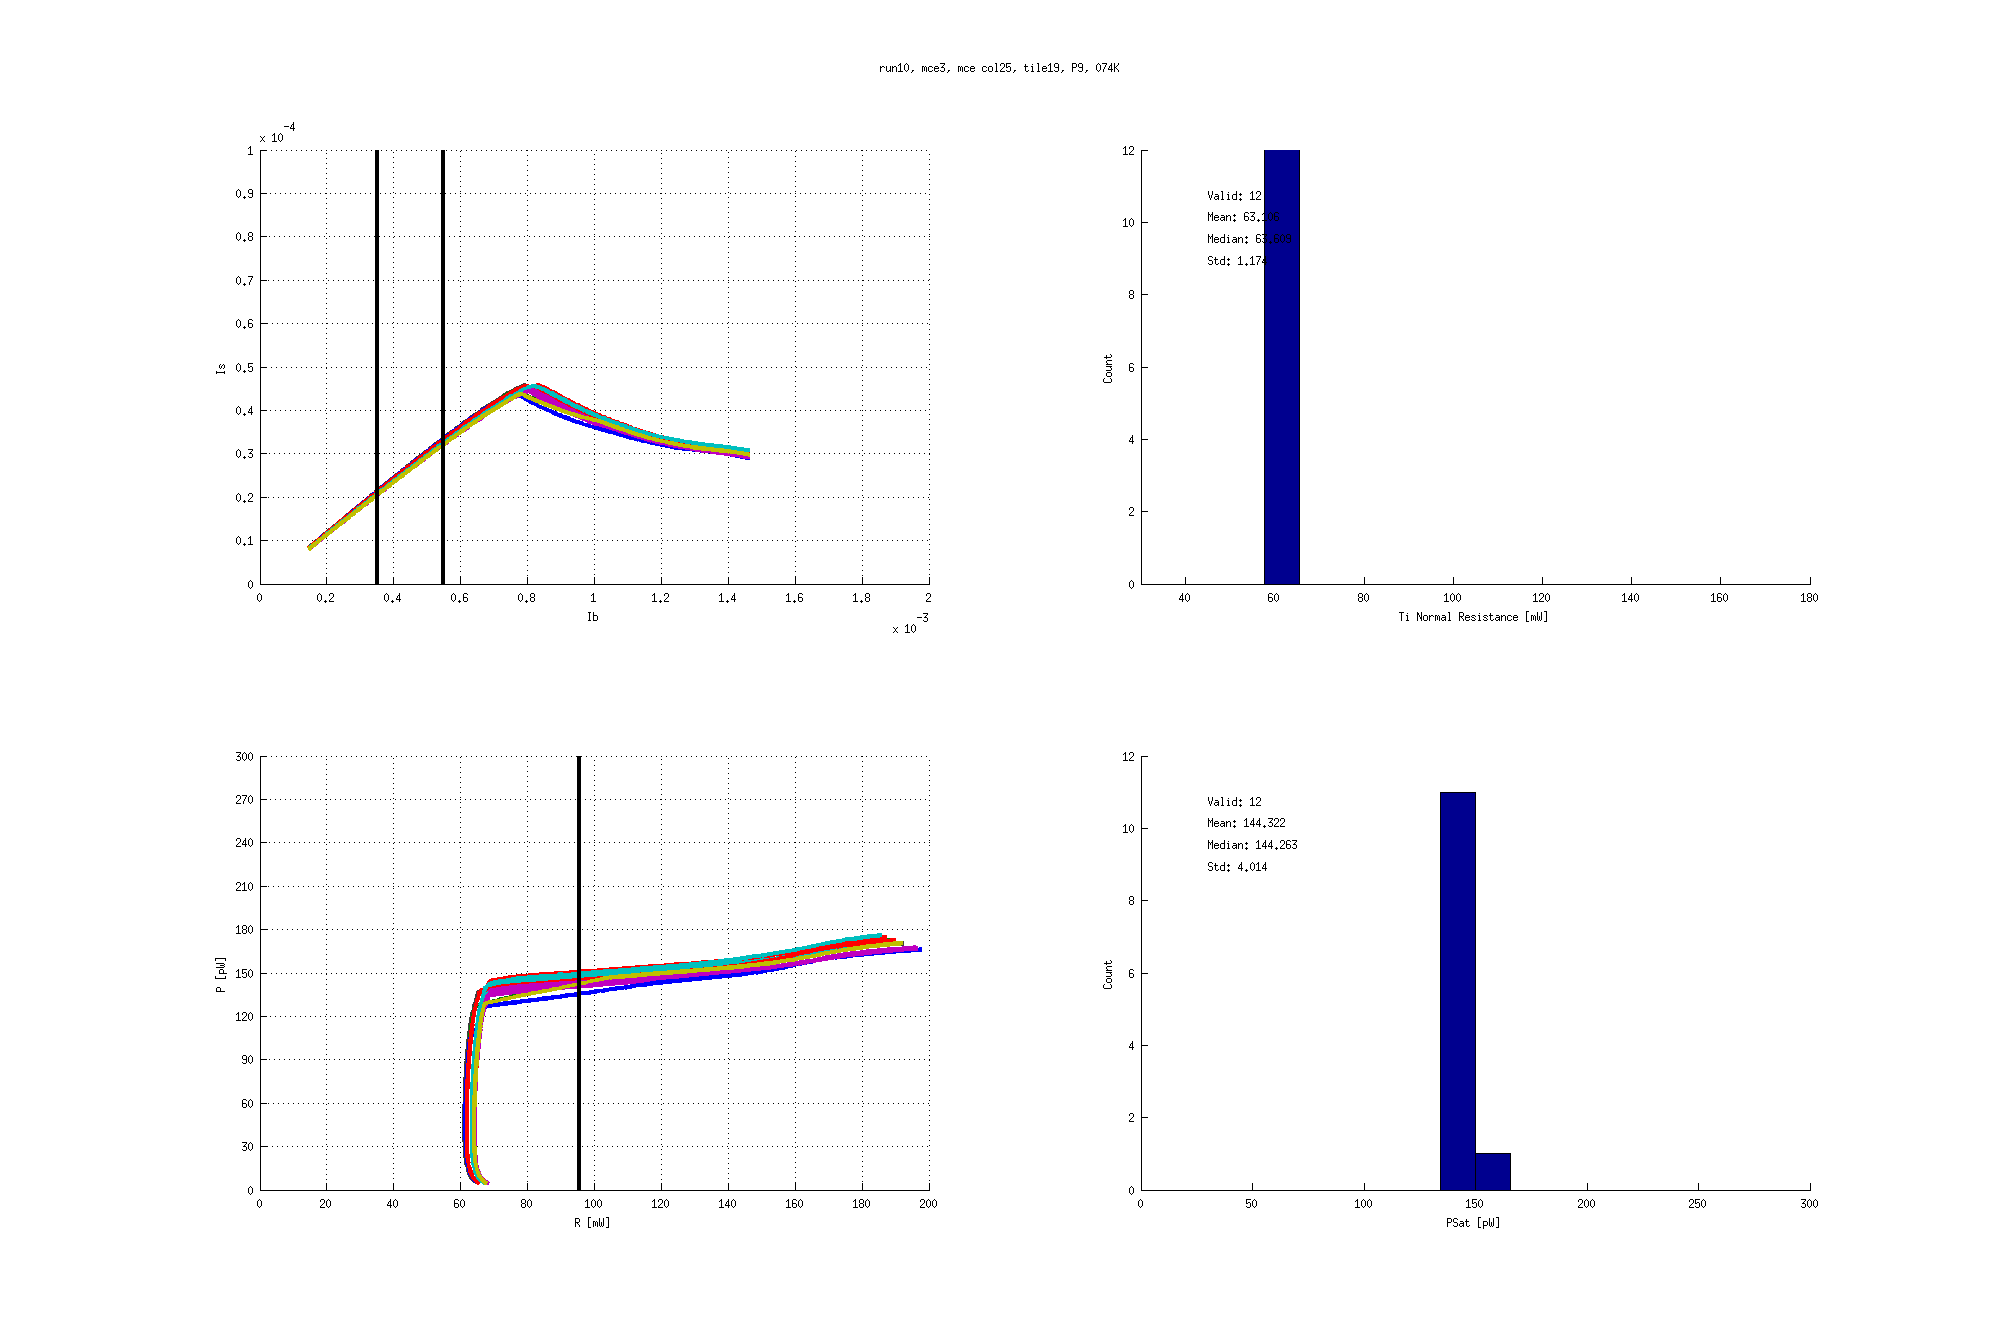 run10, mce3, mce col25, tile19, P9, 074K
x 10^-4
1
0.9
0.8
0.7
0.6
0.5
0.4
0.3
0.2
0.1
0
Is
0 0.2 0.4 0.6 0.8 1 1.2 1.4 1.6 1.8 2
Ib
x 10^-3
12
10
8
6
4
2
0
Count
Valid: 12
Mean: 63.106
Median: 63.609
Std: 1.174
40 60 80 100 120 140 160 180
Ti Normal Resistance [mW]
300
270
240
210
180
150
120
90
60
30
0
P [pW]
0 20 40 60 80 100 120 140 160 180 200
R [mW]
12
10
8
6
4
2
0
Count
Valid: 12
Mean: 144.322
Median: 144.263
Std: 4.014
0 50 100 150 200 250 300
PSat [pW]